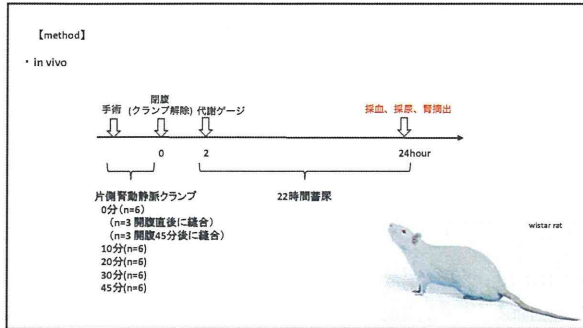 【method】
・in vivo
手術
閉腹
(クランプ解除)
代謝ゲージ
採血、採尿、腎摘出
0
2
24hour
片側腎動静脈クランプ
22時間蓄尿
0分(n=6)
(n=3 開腹直後に縫合)
(n=3 開腹45分後に縫合)
10分(n=6)
20分(n=6)
30分(n=6)
45分(n=6)
wistar rat